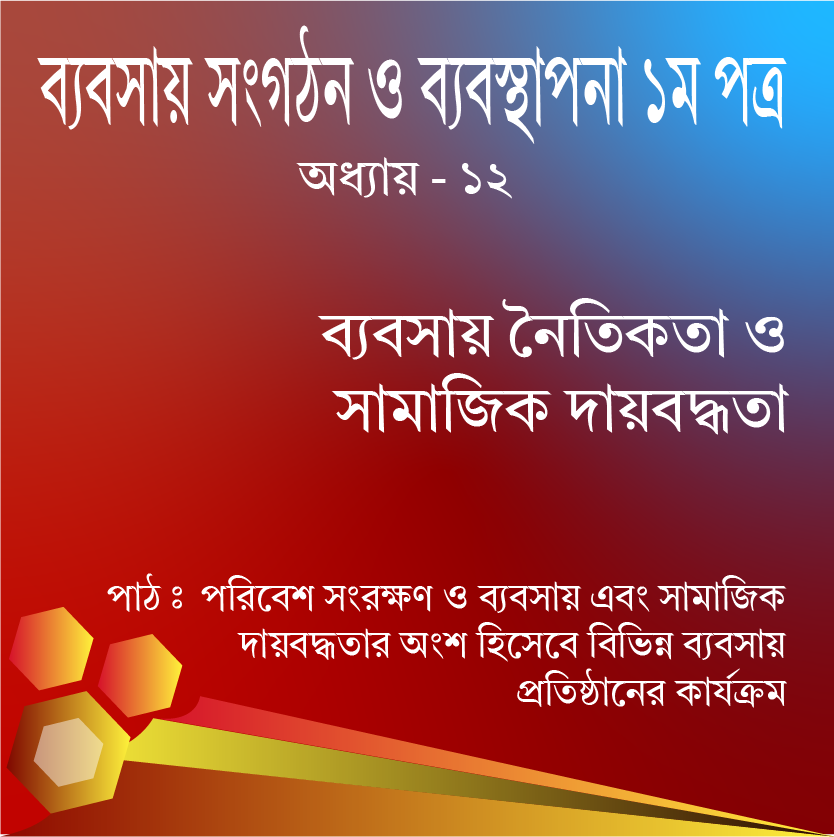 ব্যবসায় সংগঠন ও ব্যবস্থাপনা ১ম পত্র
অধ্যায় - ১২
ব্যবসায় নৈতিকতা ও
সামাজিক দায়বদ্ধতা
পাঠ ঃ পরিবেশ সংরক্ষণ ও ব্যবসায় এবং সামাজিক
দায়বদ্ধতার অংশ হিসেবে বিভিন্ন ব্যবসায়
প্রতিষ্ঠানের কার্যক্রম